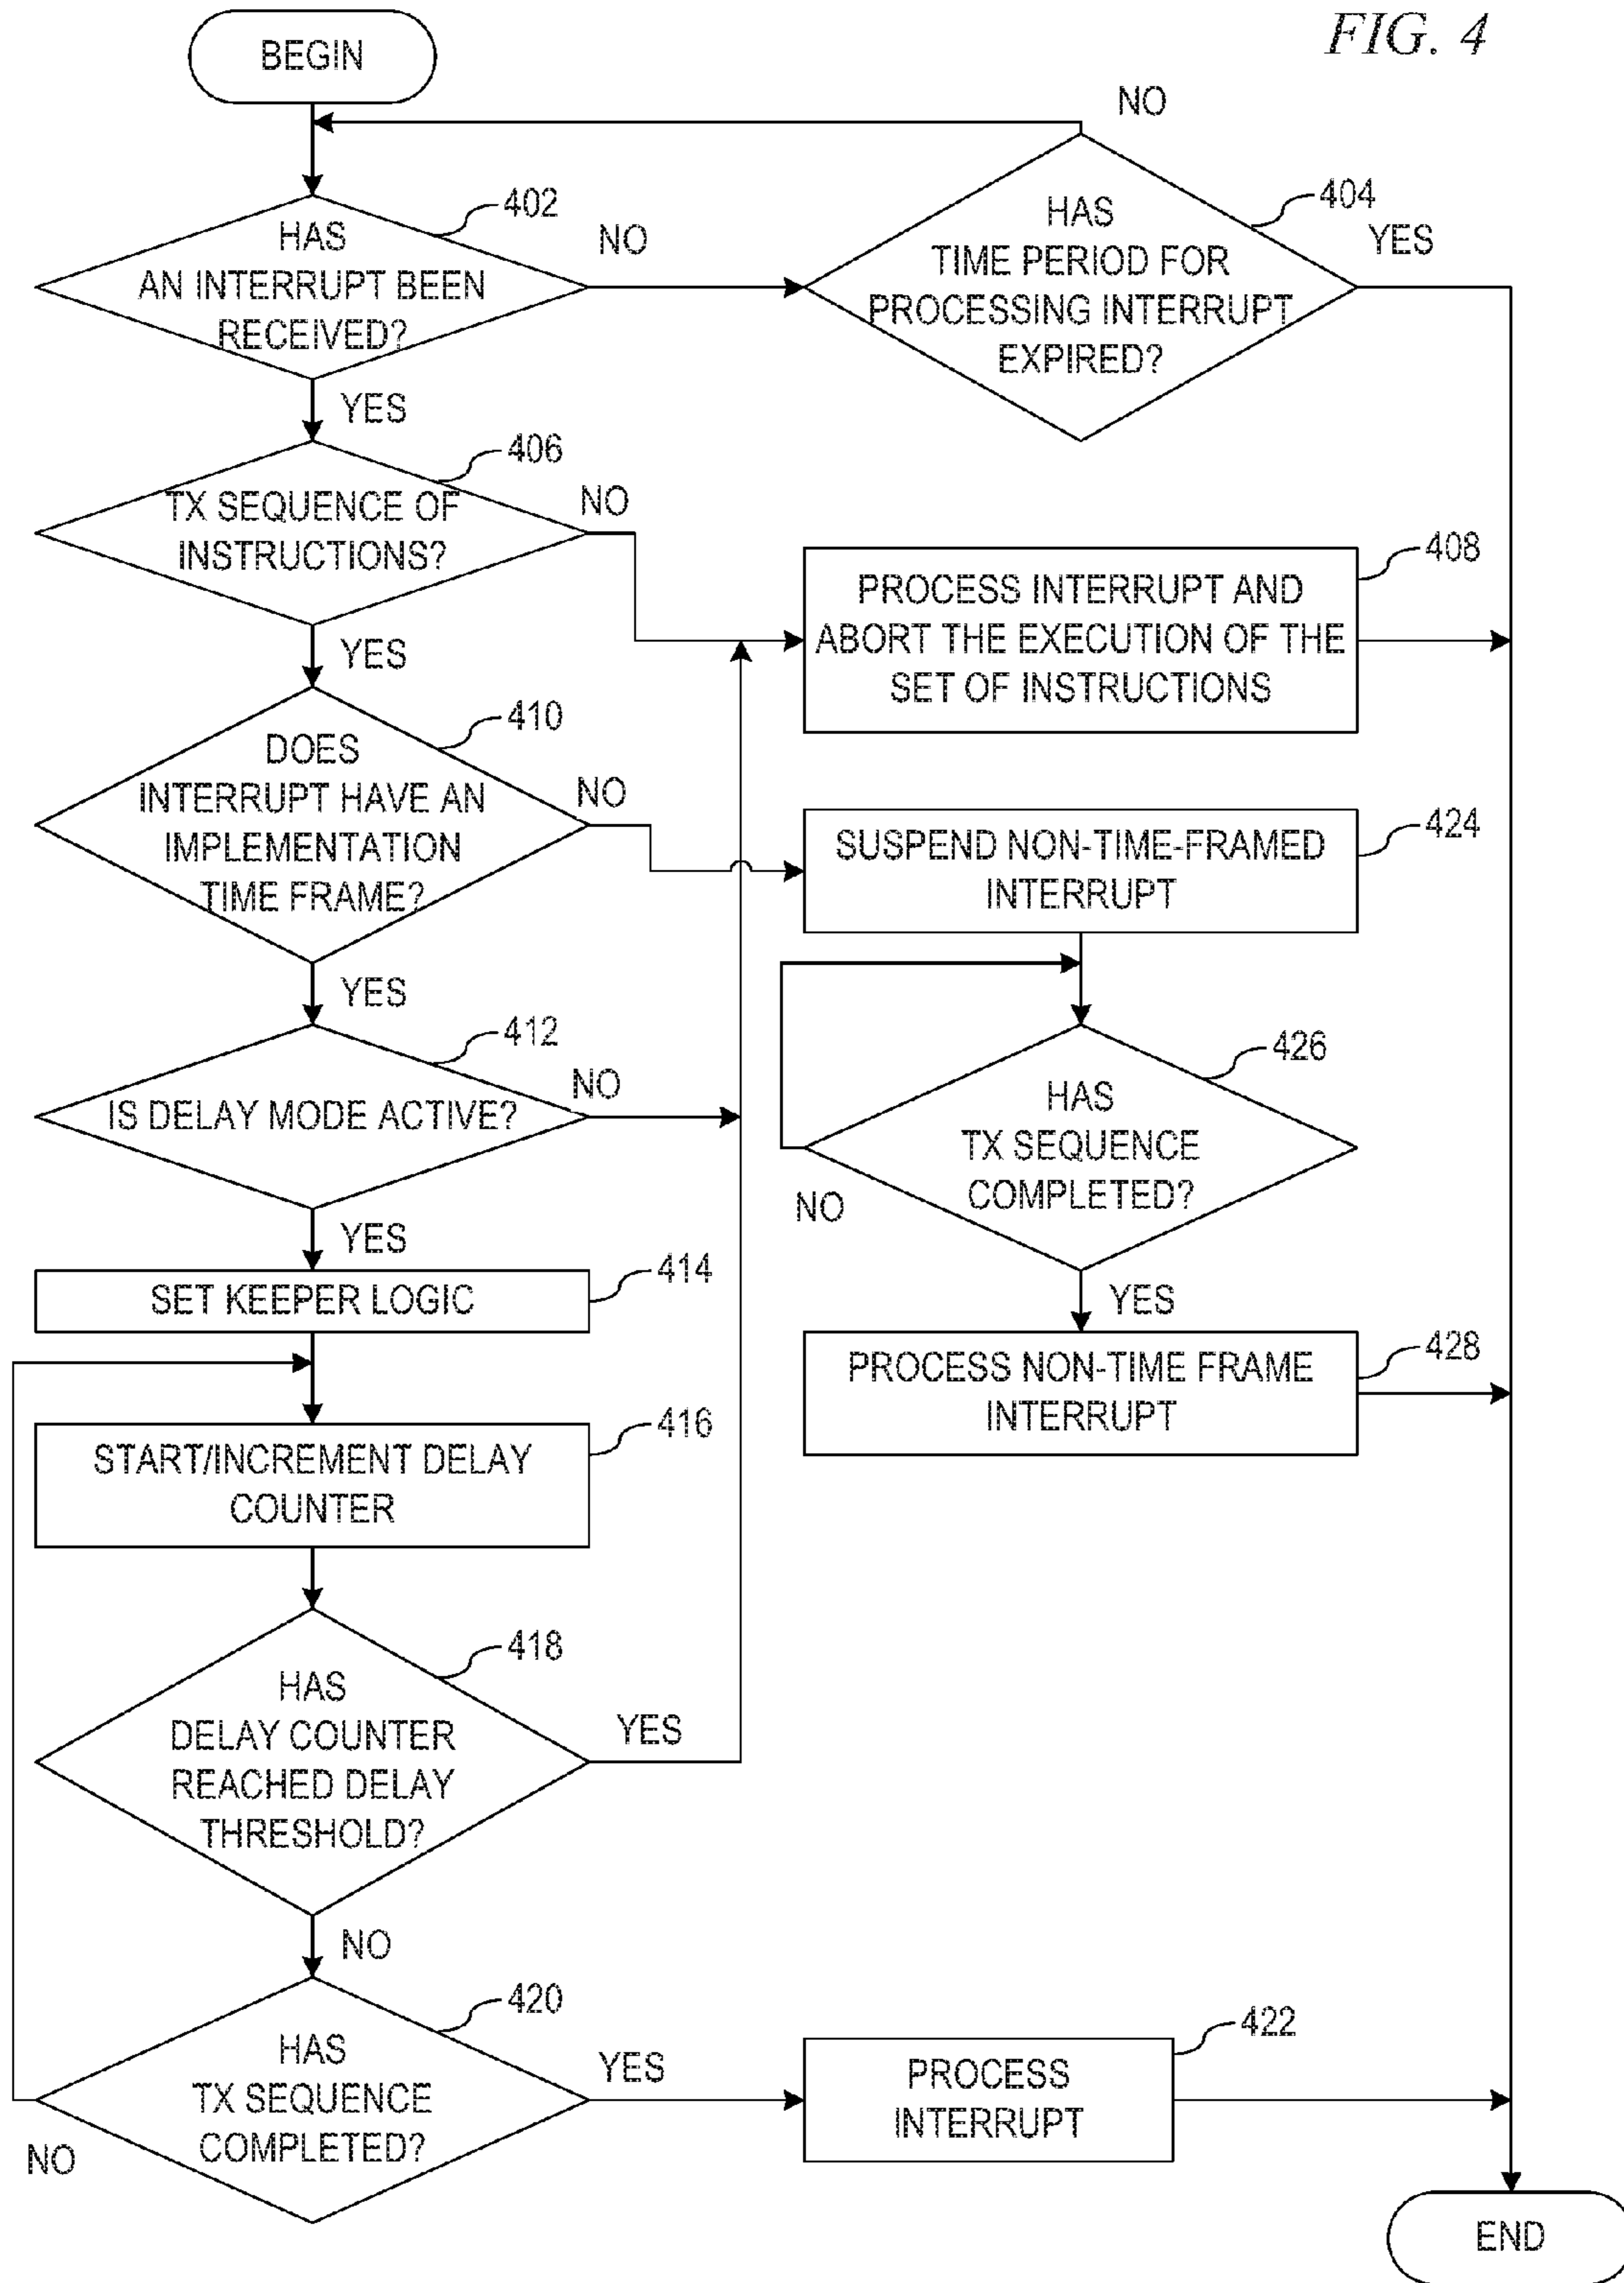 FIG. 4
BEGIN
NO
402
HAS
AN INTERRUPT BEEN
RECEIVED?
NO
404
HAS
TIME PERIOD FOR
PROCESSING INTERRUPT
EXPIRED?
YES
YES
406
TX SEQUENCE OF
INSTRUCTIONS?
NO
408
PROCESS INTERRUPT AND
ABORT THE EXECUTION OF THE
SET OF INSTRUCTIONS
YES
410
DOES
INTERRUPT HAVE AN
IMPLEMENTATION
TIME FRAME?
NO
424
SUSPEND NON-TIME-FRAMED
INTERRUPT
YES
412
IS DELAY MODE ACTIVE?
NO
426
HAS
TX SEQUENCE
COMPLETED?
NO
YES
YES
414
SET KEEPER LOGIC
428
PROCESS NON-TIME FRAME
INTERRUPT
416
START/INCREMENT DELAY
COUNTER
418
HAS
DELAY COUNTER
REACHED DELAY
THRESHOLD?
YES
NO
420
HAS
TX SEQUENCE
COMPLETED?
NO
YES
422
PROCESS
INTERRUPT
END